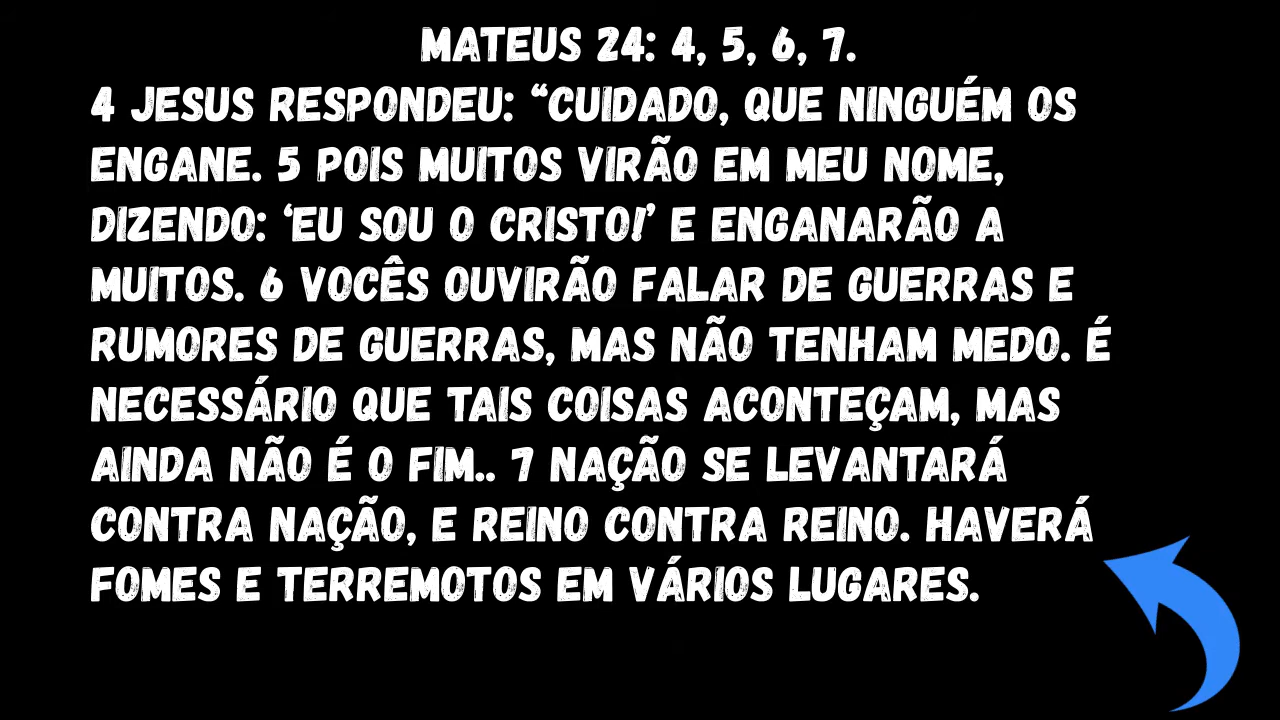 MATEUS 24: 4, 5, 6, 7.
4 JESUS RESPONDEU: “CUIDADO, QUE NINGUÉM OS
ENGANE. 5 POIS MUITOS VIRÃO EM MEU NOME,
DIZENDO: ‘EU SOU O CRISTO!’ E ENGANARÃO A
MUITOS. 6 VOCÊS OUVIRÃO FALAR DE GUERRAS E
RUMORES DE GUERRAS, MAS NÃO TENHAM MEDO. É
NECESSÁRIO QUE TAIS COISAS ACONTEÇAM, MAS
AINDA NÃO É O FIM.. 7 NAÇÃO SE LEVANTARÁ
CONTRA NAÇÃO, E REINO CONTRA REINO. HAVERÁ
FOMES E TERREMOTOS EM VÁRIOS LUGARES.